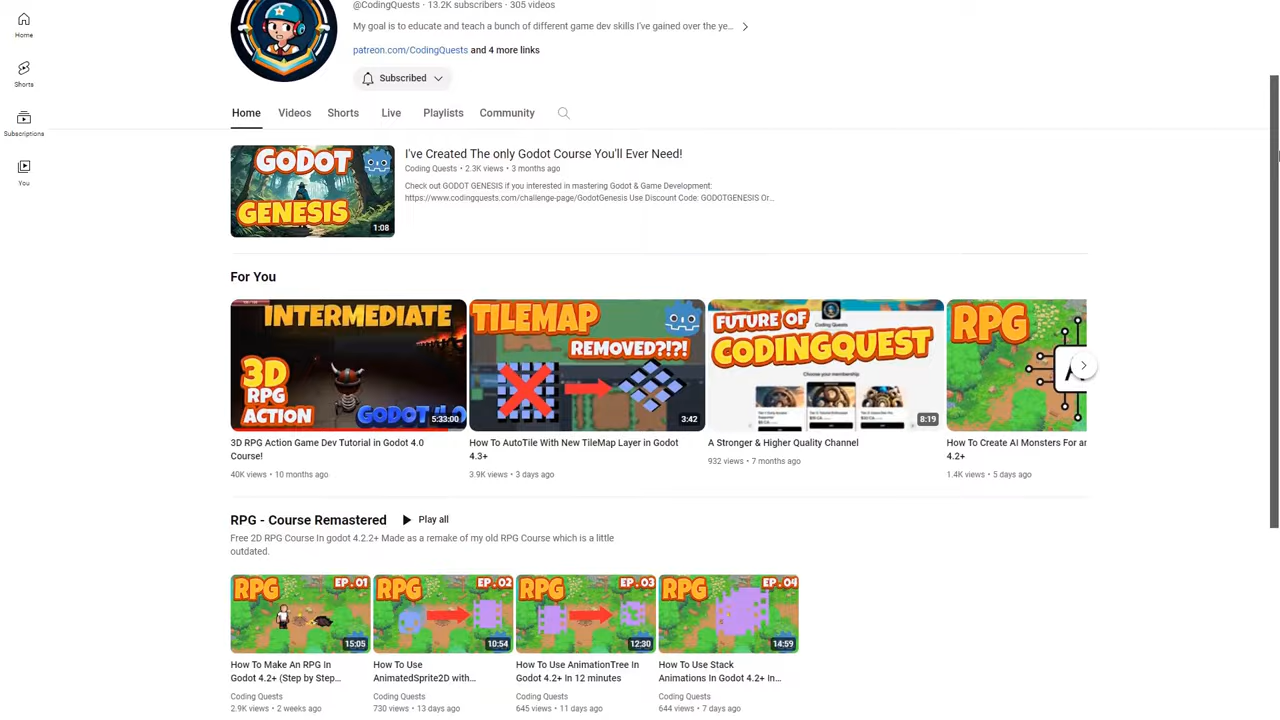 @CodingQuests • 13.2K subscribers • 305 videos
Home
My goal is to educate and teach a bunch of different game dev skills I've gained over the ye...
patreon.com/CodingQuests and 4 more links
Subscribed
Shorts
Home Videos Shorts Live Playlists Community
Subscriptions
You
GODOT
GENESIS
1:08
I've Created The only Godot Course You'll Ever Need!
Coding Quests • 2.3K views • 3 months ago
Check out GODOT GENESIS if you interested in mastering Godot & Game Development:
https://www.codingquests.com/challenge-page/GodotGenesis Use Discount Code: GODOTGENESIS Or...
For You
INTERMEDIATE
3D
RPG
ACTION
GODOT 4.0
5:33:00
TILEMAP
REMOVED?!?!
3:42
FUTURE OF
CODINGQUEST
Coding Quests
Choose your membership
8:19
RPG
3D RPG Action Game Dev Tutorial in Godot 4.0
Course!
40K views • 10 months ago
How To AutoTile With New TileMap Layer in Godot
4.3+
3.9K views • 3 days ago
A Stronger & Higher Quality Channel
932 views • 7 months ago
How To Create AI Monsters For an
4.2+
1.4K views • 5 days ago
RPG - Course Remastered
Play all
Free 2D RPG Course In godot 4.2.2+ Made as a remake of my old RPG Course which is a little
outdated.
RPG EP.01
15:05
RPG EP.02
10:54
RPG EP.03
12:30
RPG EP.04
14:59
How To Make An RPG In
Godot 4.2+ (Step by Step...
Coding Quests
2.9K views • 2 weeks ago
How To Use
AnimatedSprite2D with...
Coding Quests
730 views • 13 days ago
How To Use AnimationTree In
Godot 4.2+ In 12 minutes
Coding Quests
645 views • 11 days ago
How To Use Stack
Animations In Godot 4.2+ In...
Coding Quests
644 views • 7 days ago